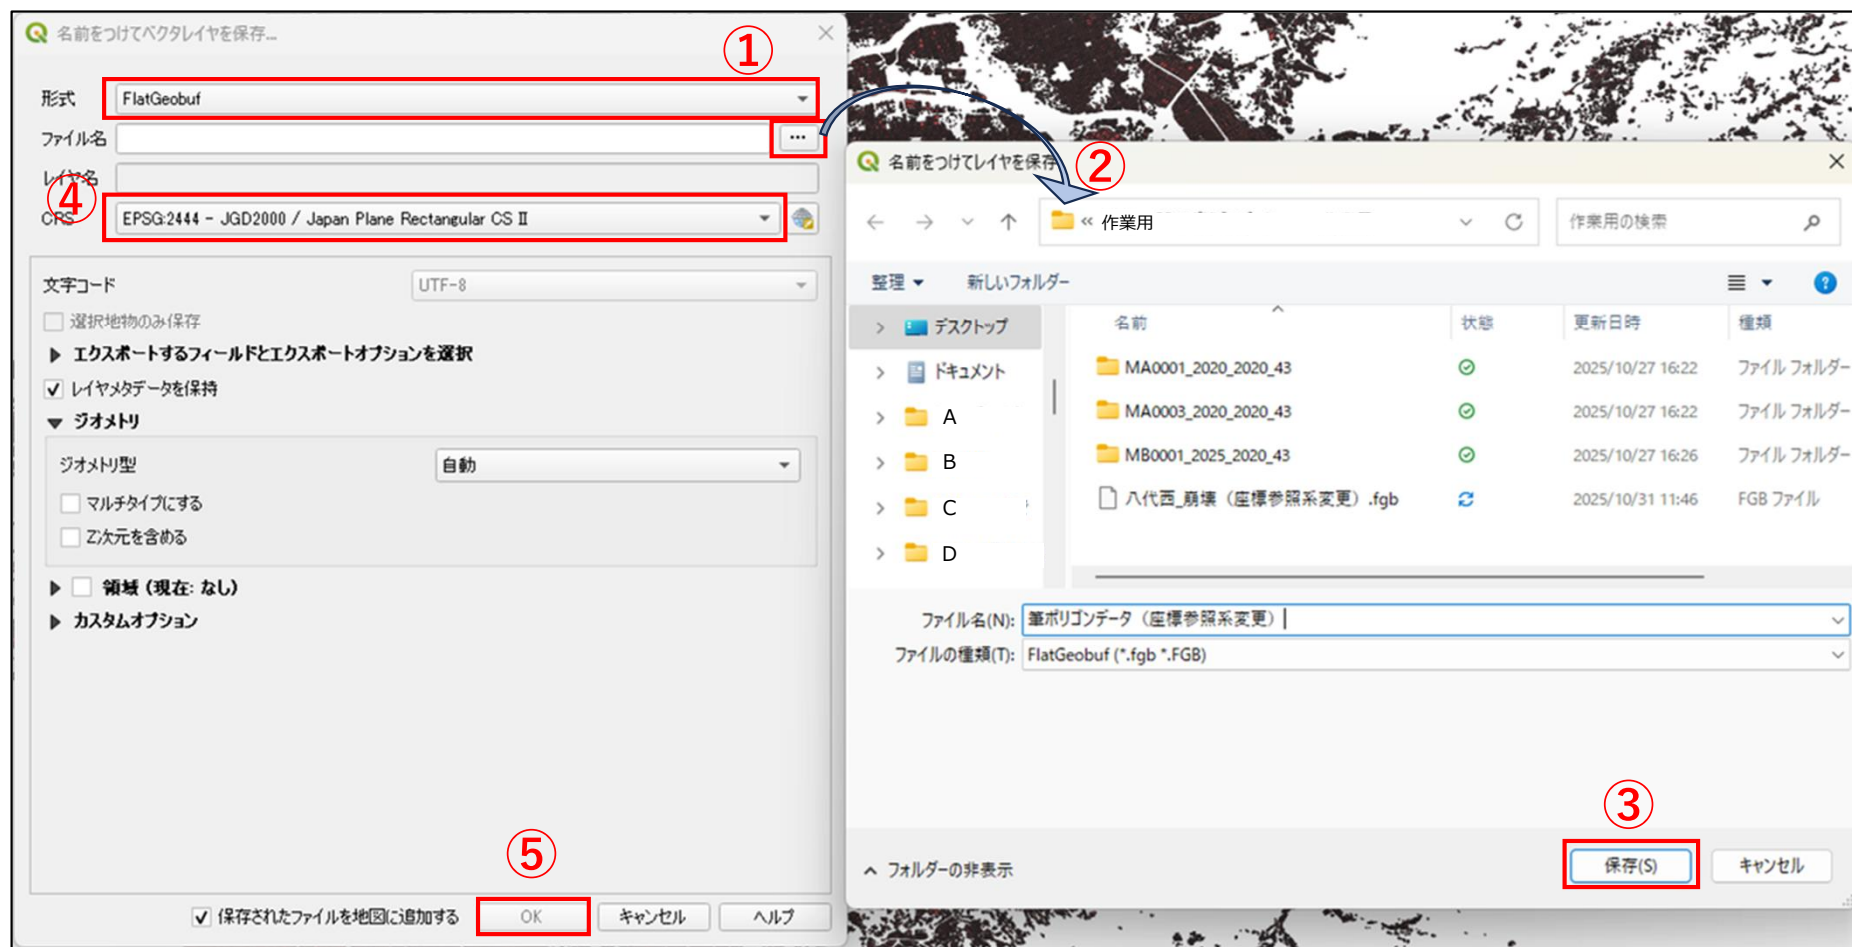 名前をつけてベクタレイヤを保存...
①
形式 FlatGeobuf
ファイル名 ...
レイヤ名
④
CRS EPSG:2444 - JGD2000 / Japan Plane Rectangular CS II
文字コード UTF-8
選択地物のみ保存
エクスポートするフィールドとエクスポートオプションを選択
レイヤメタデータを保持
ジオメトリ
ジオメトリ型 自動
マルチタイプにする
Z次元を含める
領域 (現在: なし)
カスタムオプション
⑤
保存されたファイルを地図に追加する OK キャンセル ヘルプ
名前をつけてレイヤを保存
②
« 作業用 作業用の検索
整理 新しいフォルダー
デスクトップ
ドキュメント
A
B
C
D
名前 状態 更新日時 種類
MA0001_2020_2020_43 2025/10/27 16:22 ファイル フォルダー
MA0003_2020_2020_43 2025/10/27 16:22 ファイル フォルダー
MB0001_2025_2020_43 2025/10/27 16:26 ファイル フォルダー
八代西_崩壊（座標参照系変更）.fgb 2025/10/31 11:46 FGB ファイル
ファイル名(N): 筆ポリゴンデータ（座標参照系変更）
ファイルの種類(T): FlatGeobuf (*.fgb *.FGB)
③
フォルダーの非表示 保存(S) キャンセル